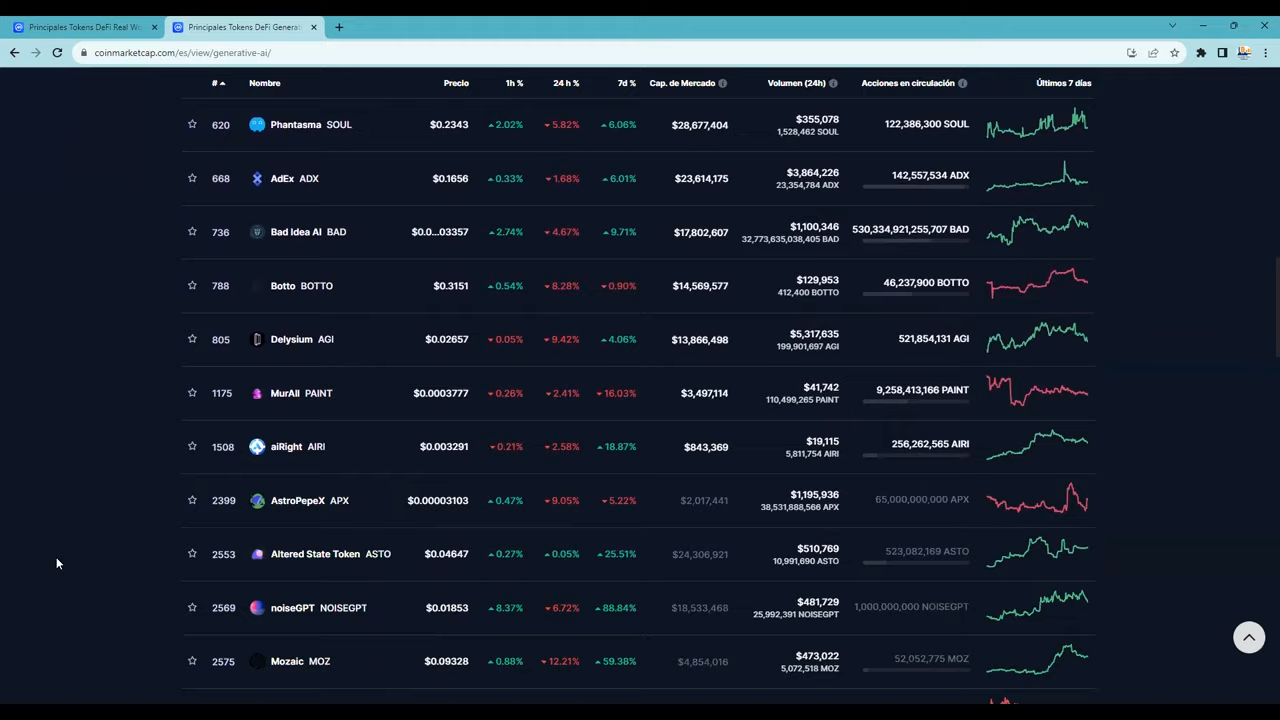 Principales Tokens DeFi Real Wo
Principales Tokens DeFi Generat
coinmarketcap.com/es/view/generative-ai/
# Nombre Precio 1h % 24 h % 7d % Cap. de Mercado Volumen (24h) Acciones en circulación Últimos 7 días
620 Phantasma SOUL $0.2343 2.02% 5.82% 6.06% $28,677,404 $355,078 122,386,300 SOUL
1,528,462 SOUL
668 AdEx ADX $0.1656 0.33% 1.68% 6.01% $23,614,175 $3,864,226 142,557,534 ADX
23,354,784 ADX
736 Bad Idea AI BAD $0.0...03357 2.74% 4.67% 9.71% $17,802,607 $1,100,346 530,334,921,255,707 BAD
32,773,635,038,405 BAD
788 Botto BOTTO $0.3151 0.54% 8.28% 0.90% $14,569,577 $129,953 46,237,900 BOTTO
412,400 BOTTO
805 Delysium AGI $0.02657 0.05% 9.42% 4.06% $13,866,498 $5,317,635 521,854,131 AGI
199,901,697 AGI
1175 MurAll PAINT $0.0003777 0.26% 2.41% 16.03% $3,497,114 $41,742 9,258,413,166 PAINT
110,499,265 PAINT
1508 aiRight AIRI $0.003291 0.21% 2.58% 18.87% $843,369 $19,115 256,262,565 AIRI
5,811,754 AIRI
2399 AstroPepeX APX $0.00003103 0.47% 9.05% 5.22% $2,017,441 $1,195,936 65,000,000,000 APX
38,531,888,566 APX
2553 Altered State Token ASTO $0.04647 0.27% 0.05% 25.51% $24,306,921 $510,769 523,082,169 ASTO
10,991,690 ASTO
2569 noiseGPT NOISEGPT $0.01853 8.37% 6.72% 88.84% $18,533,468 $481,729 1,000,000,000 NOISEGPT
25,992,391 NOISEGPT
2575 Mozaic MOZ $0.09328 0.88% 12.21% 59.38% $4,854,016 $473,022 52,052,775 MOZ
5,072,518 MOZ